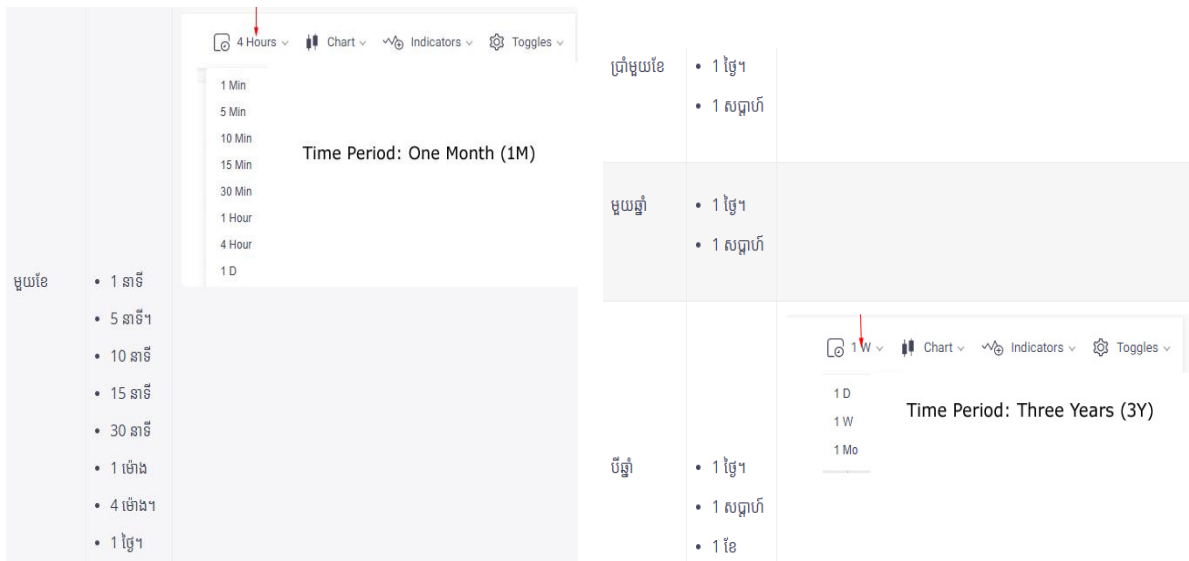 4 Hours Chart Indicators Toggles
1 Min
5 Min
10 Min
15 Min
30 Min
1 Hour
4 Hour
1 D
Time Period: One Month (1M)
មួយខែ
• 1 នាទី
• 5 នាទី។
• 10 នាទី
• 15 នាទី
• 30 នាទី
• 1 ម៉ោង
• 4 ម៉ោង។
• 1 ថ្ងៃ។
ប្រាំមួយខែ
• 1 ថ្ងៃ។
• 1 សប្តាហ៍
មួយឆ្នាំ
• 1 ថ្ងៃ។
• 1 សប្តាហ៍
1 W Chart Indicators Toggles
1 D
1 W
1 Mo
Time Period: Three Years (3Y)
បីឆ្នាំ
• 1 ថ្ងៃ។
• 1 សប្តាហ៍
• 1 ខែ